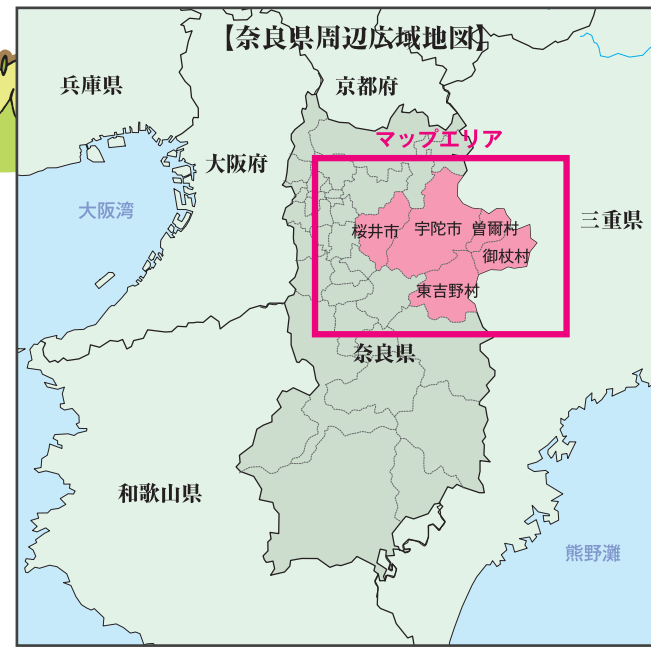 【奈良県周辺広域地図】
兵庫県
京都府
マップエリア
大阪府
大阪湾
三重県
桜井市
宇陀市
曽爾村
御杖村
東吉野村
奈良県
和歌山県
熊野灘